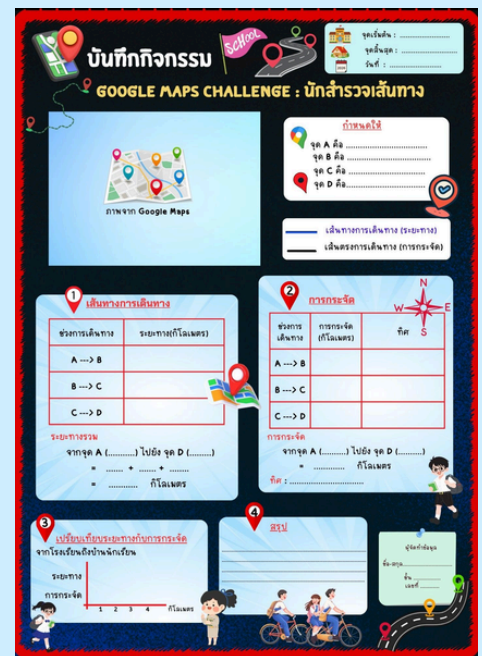 บันทึกกิจกรรม
SCHOOL
จุดเริ่มต้น : ....................
จุดสิ้นสุด : ......................
วันที่ : ....................
GOOGLE MAPS CHALLENGE : นักสำรวจเส้นทาง
ภาพจาก Google Maps
กำหนดให้
จุด A คือ ................................
จุด B คือ ................................
จุด C คือ ................................
จุด D คือ................................
เส้นทางการเดินทาง (ระยะทาง)
เส้นตรงการเดินทาง (การกระจัด)
1 เส้นทางการเดินทาง
ช่วงการเดินทาง ระยะทาง(กิโลเมตร)
A ---> B
B ---> C
C ---> D
ระยะทางรวม
จากจุด A (..........) ไปยัง จุด D (.........)
= ....... + ....... + ........
= .............. กิโลเมตร
2 การกระจัด
N
W E
S
ช่วงการเดินทาง การกระจัด (กิโลเมตร) ทิศ
A ---> B
B ---> C
C ---> D
การกระจัด
จากจุด A (..........) ไปยัง จุด D (.........)
= .............. กิโลเมตร
ทิศ : ................................
3 เปรียบเทียบระยะทางกับการกระจัด
จากโรงเรียนถึงบ้านนักเรียน
ระยะทาง
การกระจัด
1 2 3 4 กิโลเมตร
4 สรุป
ผู้จัดทำข้อมูล
ชื่อ-สกุล....................
ชั้น ............
เลขที่ ............